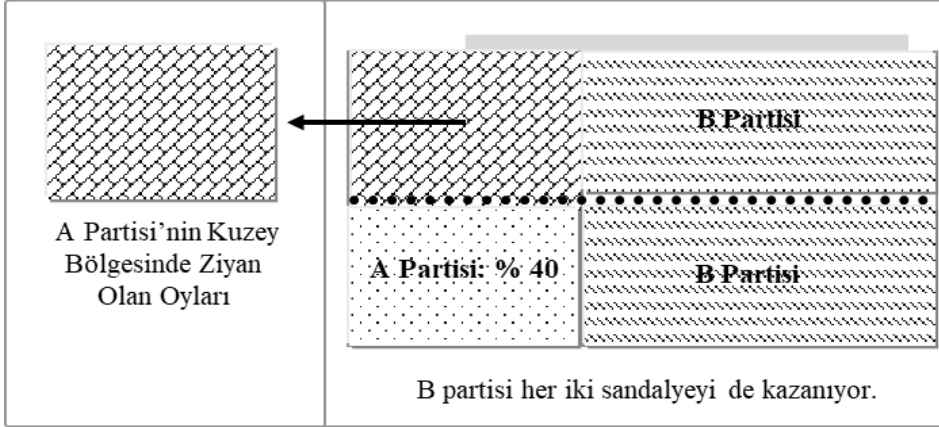 A Partisi’nin Kuzey
Bölgesinde Ziyan
Olan Oyları
B Partisi
A Partisi: % 40
B Partisi
B partisi her iki sandalyeyi de kazanıyor.